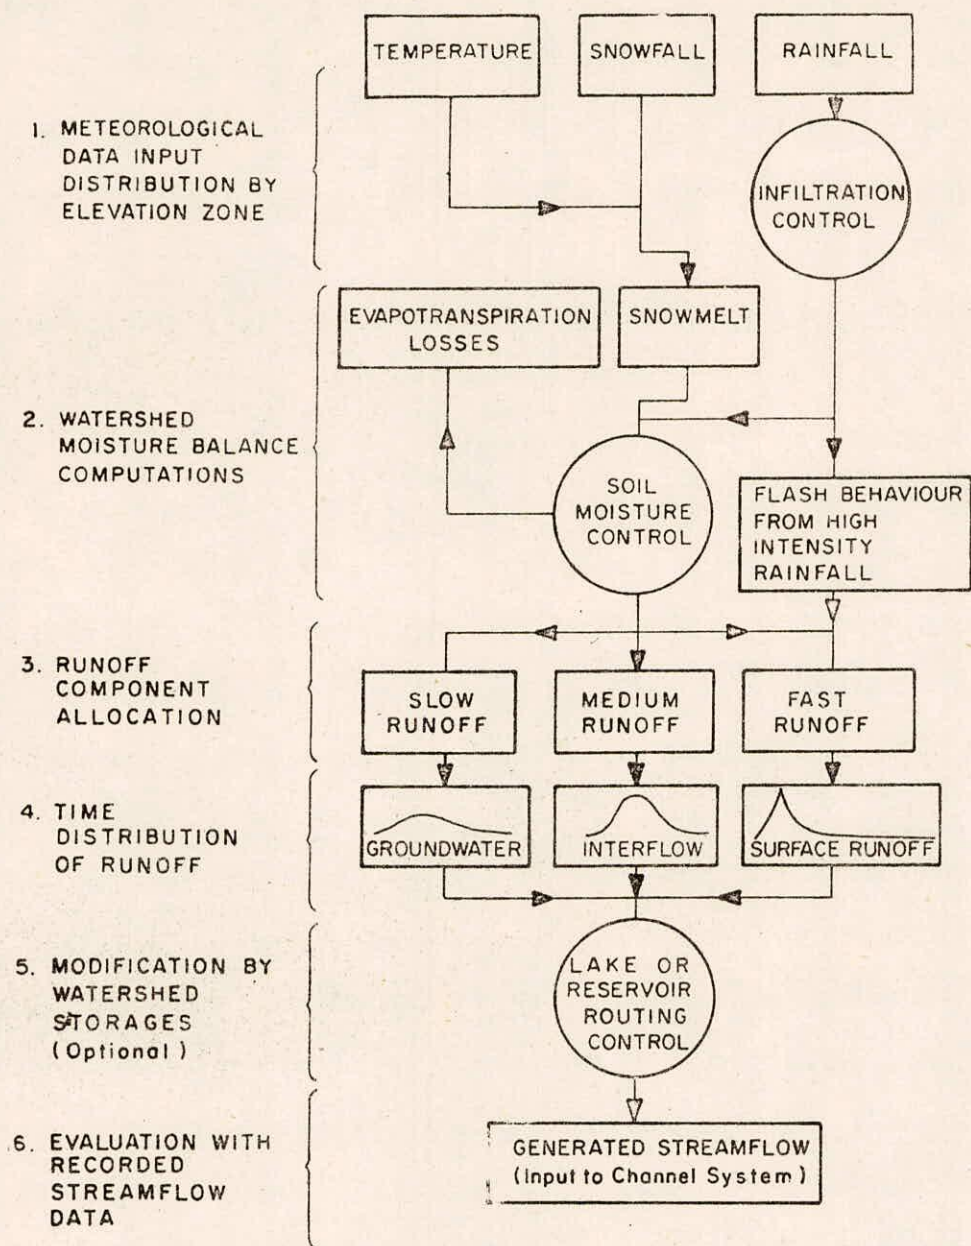 TEMPERATURE
SNOWFALL
RAINFALL
1. METEOROLOGICAL
DATA INPUT
DISTRIBUTION BY
ELEVATION ZONE
INFILTRATION
CONTROL
EVAPOTRANSPIRATION
LOSSES
SNOWMELT
2. WATERSHED
MOISTURE BALANCE
COMPUTATIONS
SOIL
MOISTURE
CONTROL
FLASH BEHAVIOUR
FROM HIGH
INTENSITY
RAINFALL
3. RUNOFF
COMPONENT
ALLOCATION
SLOW
RUNOFF
MEDIUM
RUNOFF
FAST
RUNOFF
4. TIME
DISTRIBUTION
OF RUNOFF
GROUNDWATER
INTERFLOW
SURFACE RUNOFF
5. MODIFICATION BY
WATERSHED
STORAGES
(Optional)
LAKE OR
RESERVOIR
ROUTING
CONTROL
6. EVALUATION WITH
RECORDED
STREAMFLOW
DATA
GENERATED STREAMFLOW
(Input to Channel System)